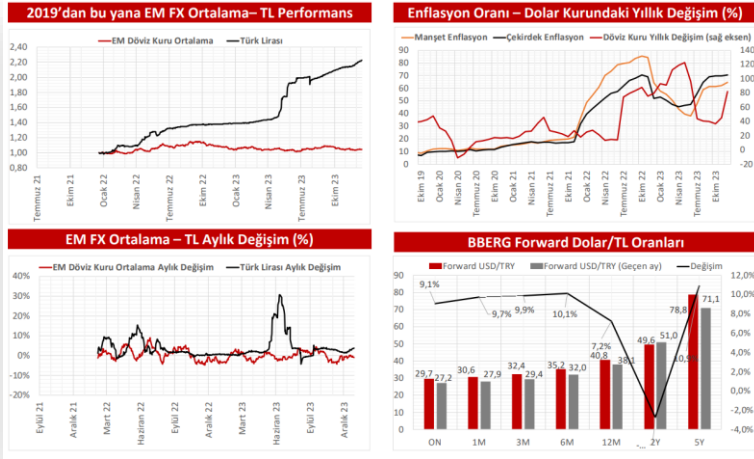 2019'dan bu yana EM FX Ortalama– TL Performans
EM Döviz Kuru Ortalama
Türk Lirası
2,40
2,20
2,00
1,80
1,60
1,40
1,20
1,00
0,80
Temmuz 21
Ekim 21
Ocak 22
Nisan 22
Temmuz 22
Ekim 22
Ocak 23
Nisan 23
Temmuz 23
Ekim 23
Enflasyon Oranı – Dolar Kurundaki Yıllık Değişim (%)
Manşet Enflasyon
Çekirdek Enflasyon
Döviz Kuru Yıllık Değişim (sağ eksen)
90
80
70
60
50
40
30
20
10
0
140
120
100
80
60
40
20
0
-20
Ekim 19
Ocak 20
Nisan 20
Temmuz 20
Ekim 20
Ocak 21
Nisan 21
Temmuz 21
Ekim 21
Ocak 22
Nisan 22
Temmuz 22
Ekim 22
Ocak 23
Nisan 23
Temmuz 23
Ekim 23
EM FX Ortalama – TL Aylık Değişim (%)
EM Döviz Kuru Ortalama Aylık Değişim
Türk Lirası Aylık Değişim
40%
30%
20%
10%
0%
-10%
-20%
Eylül 21
Aralık 21
Mart 22
Haziran 22
Eylül 22
Aralık 22
Mart 23
Haziran 23
Eylül 23
Aralık 23
BBERG Forward Dolar/TL Oranları
Forward USD/TRY
Forward USD/TRY (Geçen ay)
Değişim
90
80
70
60
50
40
30
20
10
0
12,0%
10,0%
8,0%
6,0%
4,0%
2,0%
0,0%
-2,0%
-4,0%
9,1%
9,7%
9,9%
10,1%
7,2%
29,7
27,2
30,6
27,9
32,4
29,4
35,2
32,0
40,8
38,1
49,6
51,0
78,8
71,1
ON
1M
3M
6M
12M
2Y
5Y